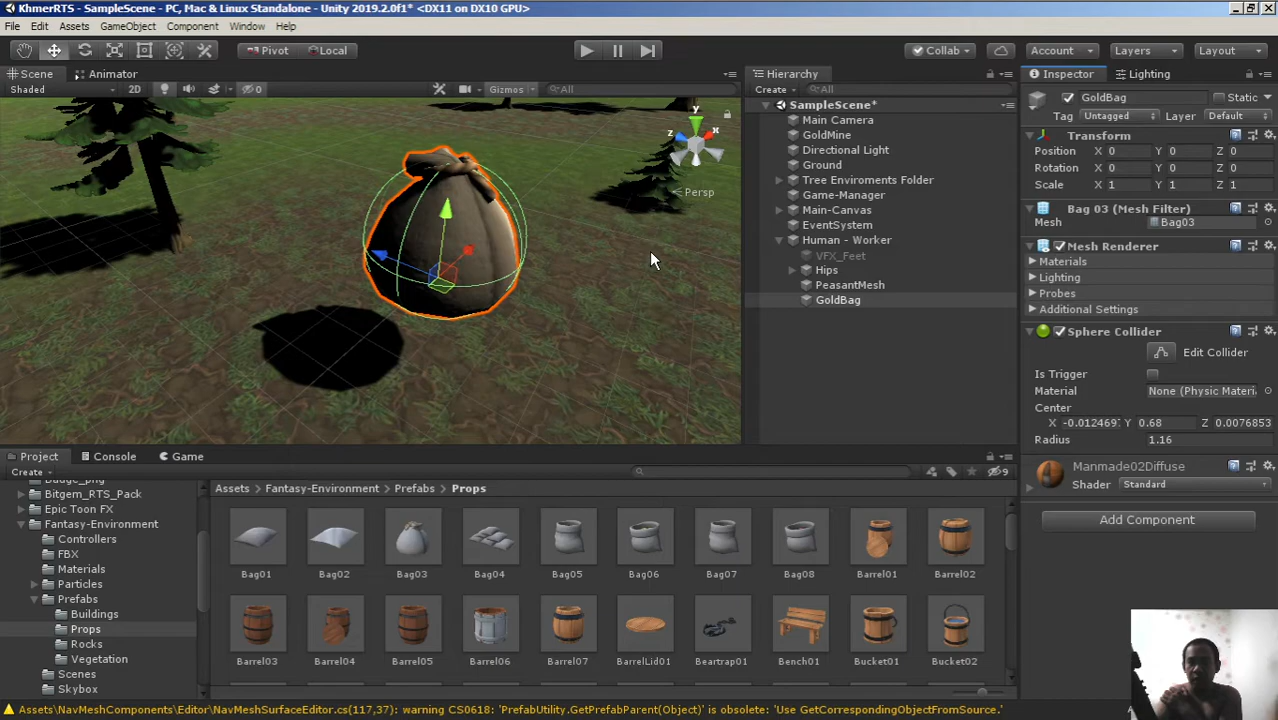 KhmerRTS - SampleScene - PC, Mac & Linux Standalone - Unity 2019.2.0f1* <DX11 on DX10 GPU>
File Edit Assets GameObject Component Window Help
Pivot Local Collab Account Layers Layout
Scene Animator
Shaded 2D 0 Gizmos All
y
z x
Persp
Hierarchy
Create All
SampleScene*
Main Camera
GoldMine
Directional Light
Ground
Tree Enviroments Folder
Game-Manager
Main-Canvas
EventSystem
Human - Worker
VFX_Feet
Hips
PeasantMesh
GoldBag
Inspector Lighting
GoldBag Static
Tag Untagged Layer Default
Transform
Position X 0 Y 0 Z 0
Rotation X 0 Y 0 Z 0
Scale X 1 Y 1 Z 1
Bag 03 (Mesh Filter)
Mesh Bag03
Mesh Renderer
Materials
Lighting
Probes
Additional Settings
Sphere Collider
Edit Collider
Is Trigger
Material None (Physic Materi
Center
X -0.012469 Y 0.68 Z 0.0076853
Radius 1.16
Manmade02Diffuse
Shader Standard
Add Component
Project Console Game
Create 9
Badge_png
Bitgem_RTS_Pack
Epic Toon FX
Fantasy-Environment
Controllers
FBX
Materials
Particles
Prefabs
Buildings
Props
Rocks
Vegetation
Scenes
Skybox
Assets Fantasy-Environment Prefabs Props
Bag01 Bag02 Bag03 Bag04 Bag05 Bag06 Bag07 Bag08 Barrel01 Barrel02
Barrel03 Barrel04 Barrel05 Barrel06 Barrel07 BarrelLid01 Beartrap01 Bench01 Bucket01 Bucket02
Assets\NavMeshComponents\Editor\NavMeshSurfaceEditor.cs(117,37): warning CS0618: 'PrefabUtility.GetPrefabParent(Object)' is obsolete: 'Use GetCorrespondingObjectFromSource.'